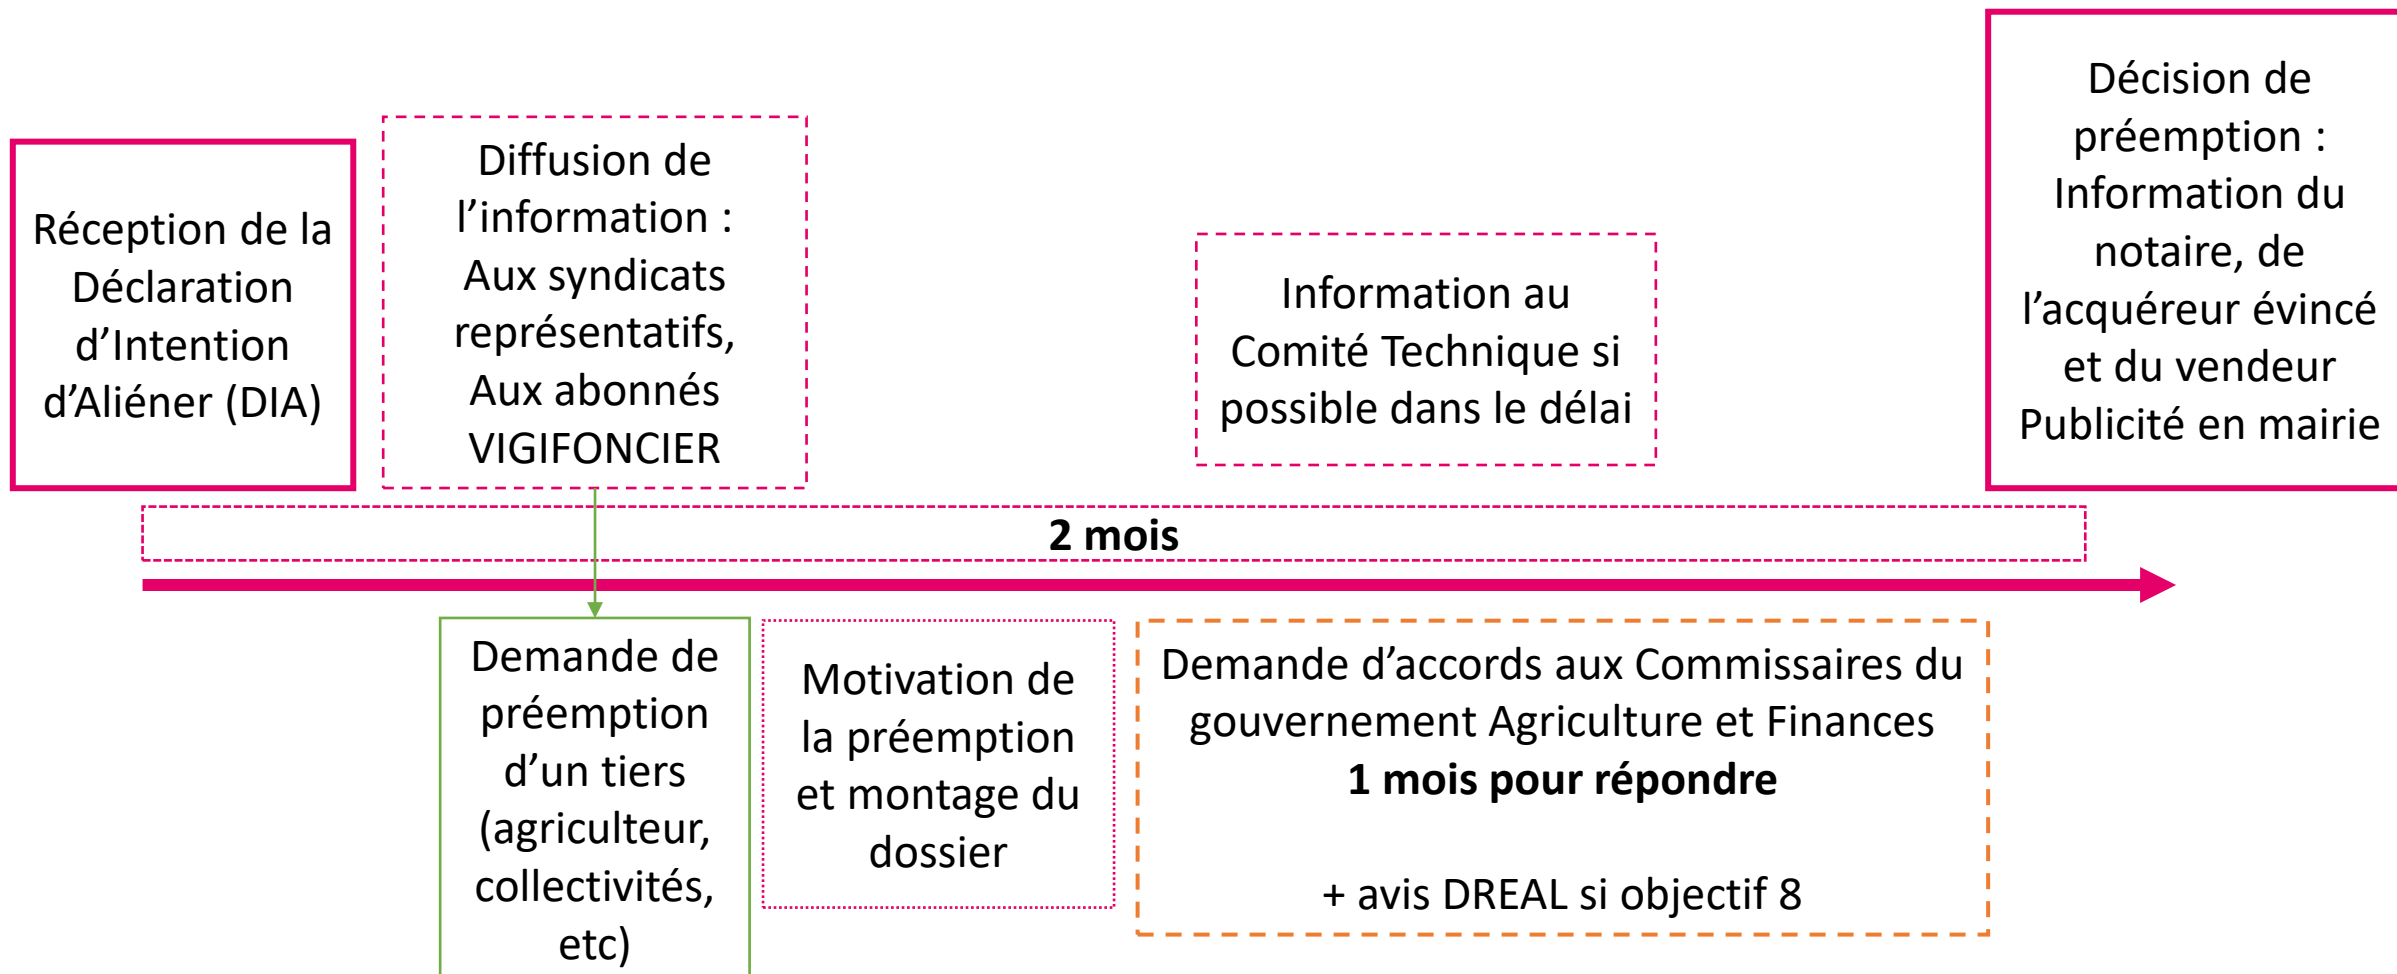 Réception de la
Déclaration
d’Intention
d’Aliéner (DIA)
Diffusion de
l’information :
Aux syndicats
représentatifs,
Aux abonnés
VIGIFONCIER
Information au
Comité Technique si
possible dans le délai
Décision de
préemption :
Information du
notaire, de
l’acquéreur évincé
et du vendeur
Publicité en mairie
2 mois
Demande de
préemption
d’un tiers
(agriculteur,
collectivités,
etc)
Motivation de
la préemption
et montage du
dossier
Demande d’accords aux Commissaires du
gouvernement Agriculture et Finances
1 mois pour répondre
+ avis DREAL si objectif 8